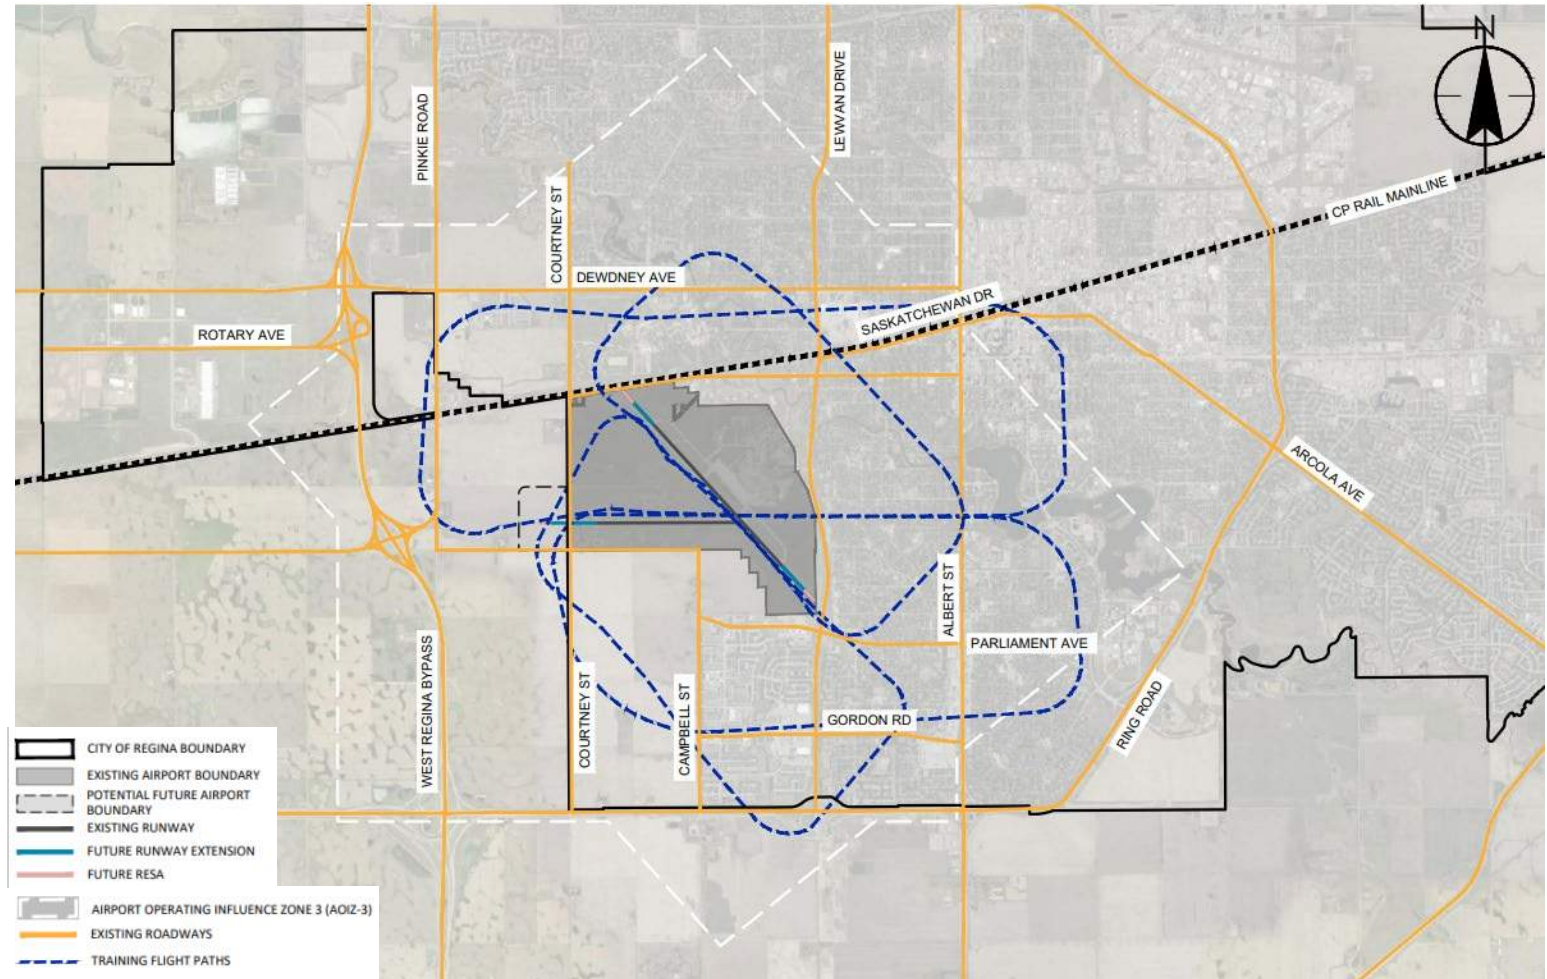 N
PINKIE ROAD
LEWVAN DRIVE
COURTNEY ST
CP RAIL MAINLINE
DEWDNEY AVE
SASKATCHEWAN DR
ROTARY AVE
ARCOLA AVE
ALBERT ST
PARLIAMENT AVE
WEST REGINA BYPASS
COURTNEY ST
CAMPBELL ST
GORDON RD
RING ROAD
CITY OF REGINA BOUNDARY
EXISTING AIRPORT BOUNDARY
POTENTIAL FUTURE AIRPORT
BOUNDARY
EXISTING RUNWAY
FUTURE RUNWAY EXTENSION
FUTURE RESA
AIRPORT OPERATING INFLUENCE ZONE 3 (AOIZ-3)
EXISTING ROADWAYS
TRAINING FLIGHT PATHS